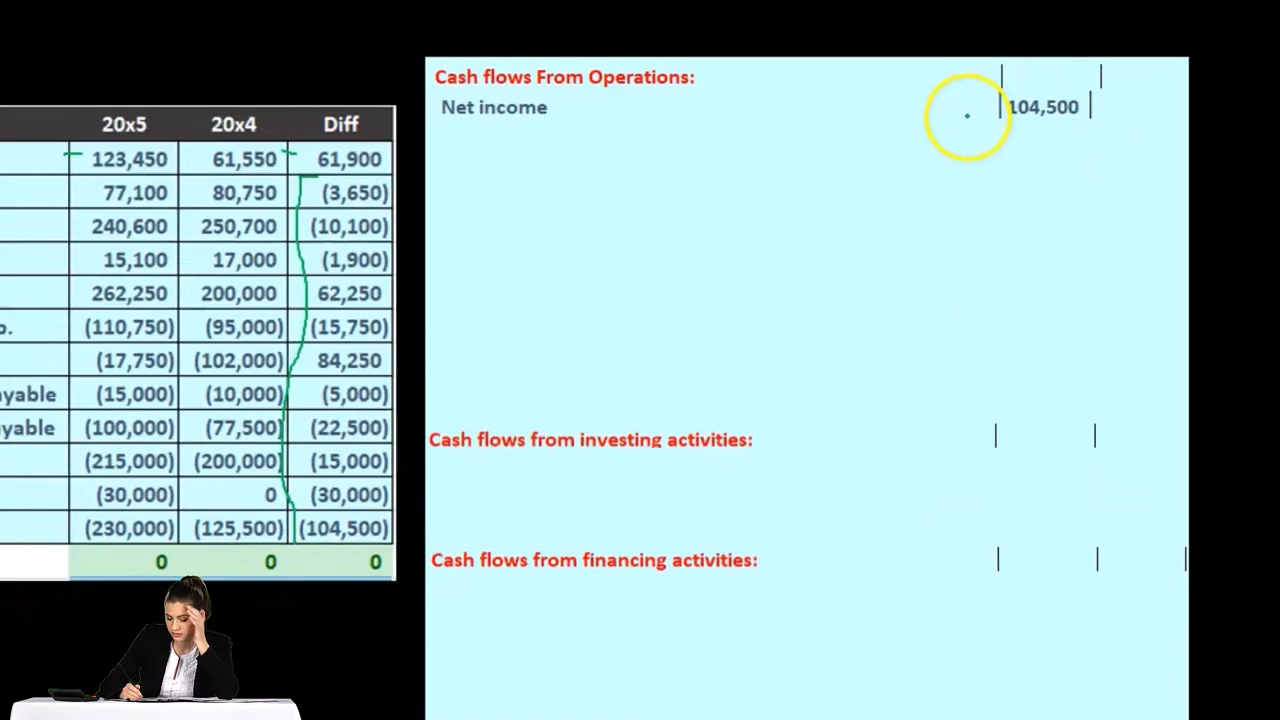 20x5 20x4 Diff
123,450 61,550 61,900
77,100 80,750 (3,650)
240,600 250,700 (10,100)
15,100 17,000 (1,900)
262,250 200,000 62,250
(110,750) (95,000) (15,750)
(17,750) (102,000) 84,250
(15,000) (10,000) (5,000)
(100,000) (77,500) (22,500)
(215,000) (200,000) (15,000)
(30,000) 0 (30,000)
(230,000) (125,500) (104,500)
0 0 0
Cash flows From Operations:
Net income 104,500
Cash flows from investing activities:
Cash flows from financing activities: